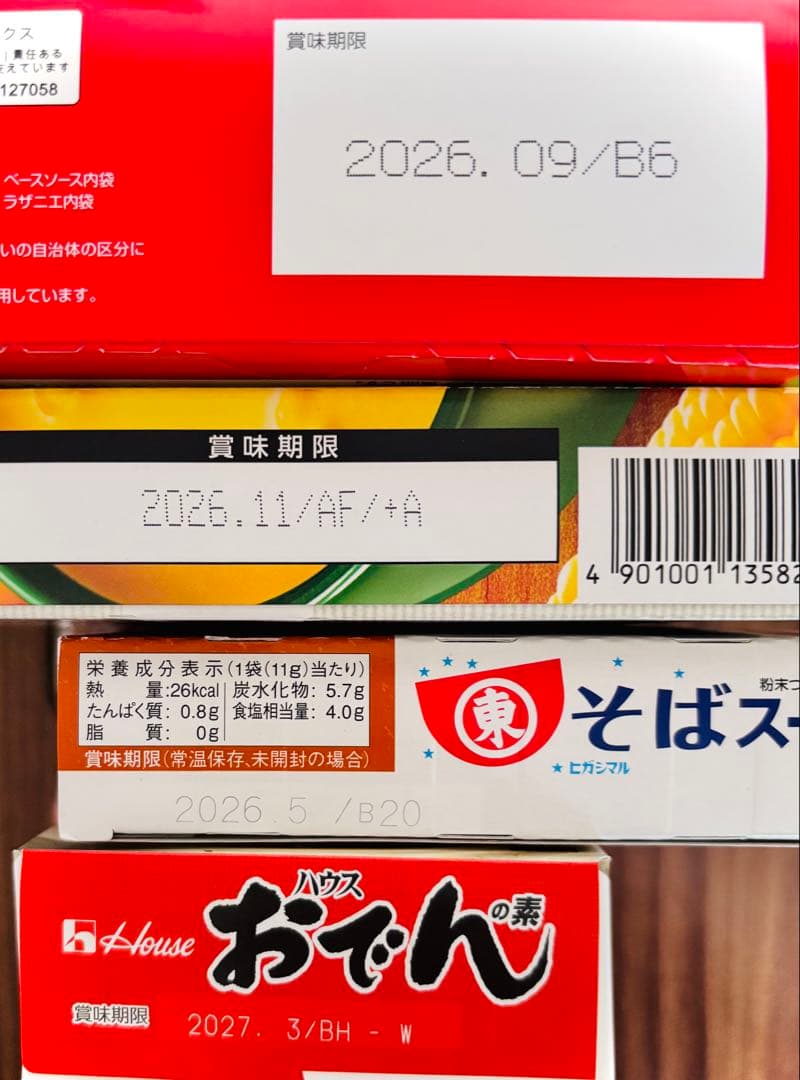 クス
責任ある
支えています
127058
ベースソース内袋
ラザニエ内袋
いの自治体の区分に
用しています。
賞味期限
2026. 09/B6
賞味期限
2026.11/AF/+A
4 901001 13582
栄養成分表示(1袋(11g)当たり)
熱量:26kcal 炭水化物: 5.7g
たんぱく質: 0.8g 食塩相当量: 4.0g
脂質: 0g
賞味期限(常温保存、未開封の場合)
2026 5 /B20
東
ヒガシマル
粉末つ
そばスー
ハウス
おでんの素
House
賞味期限
2027. 3/BH - W